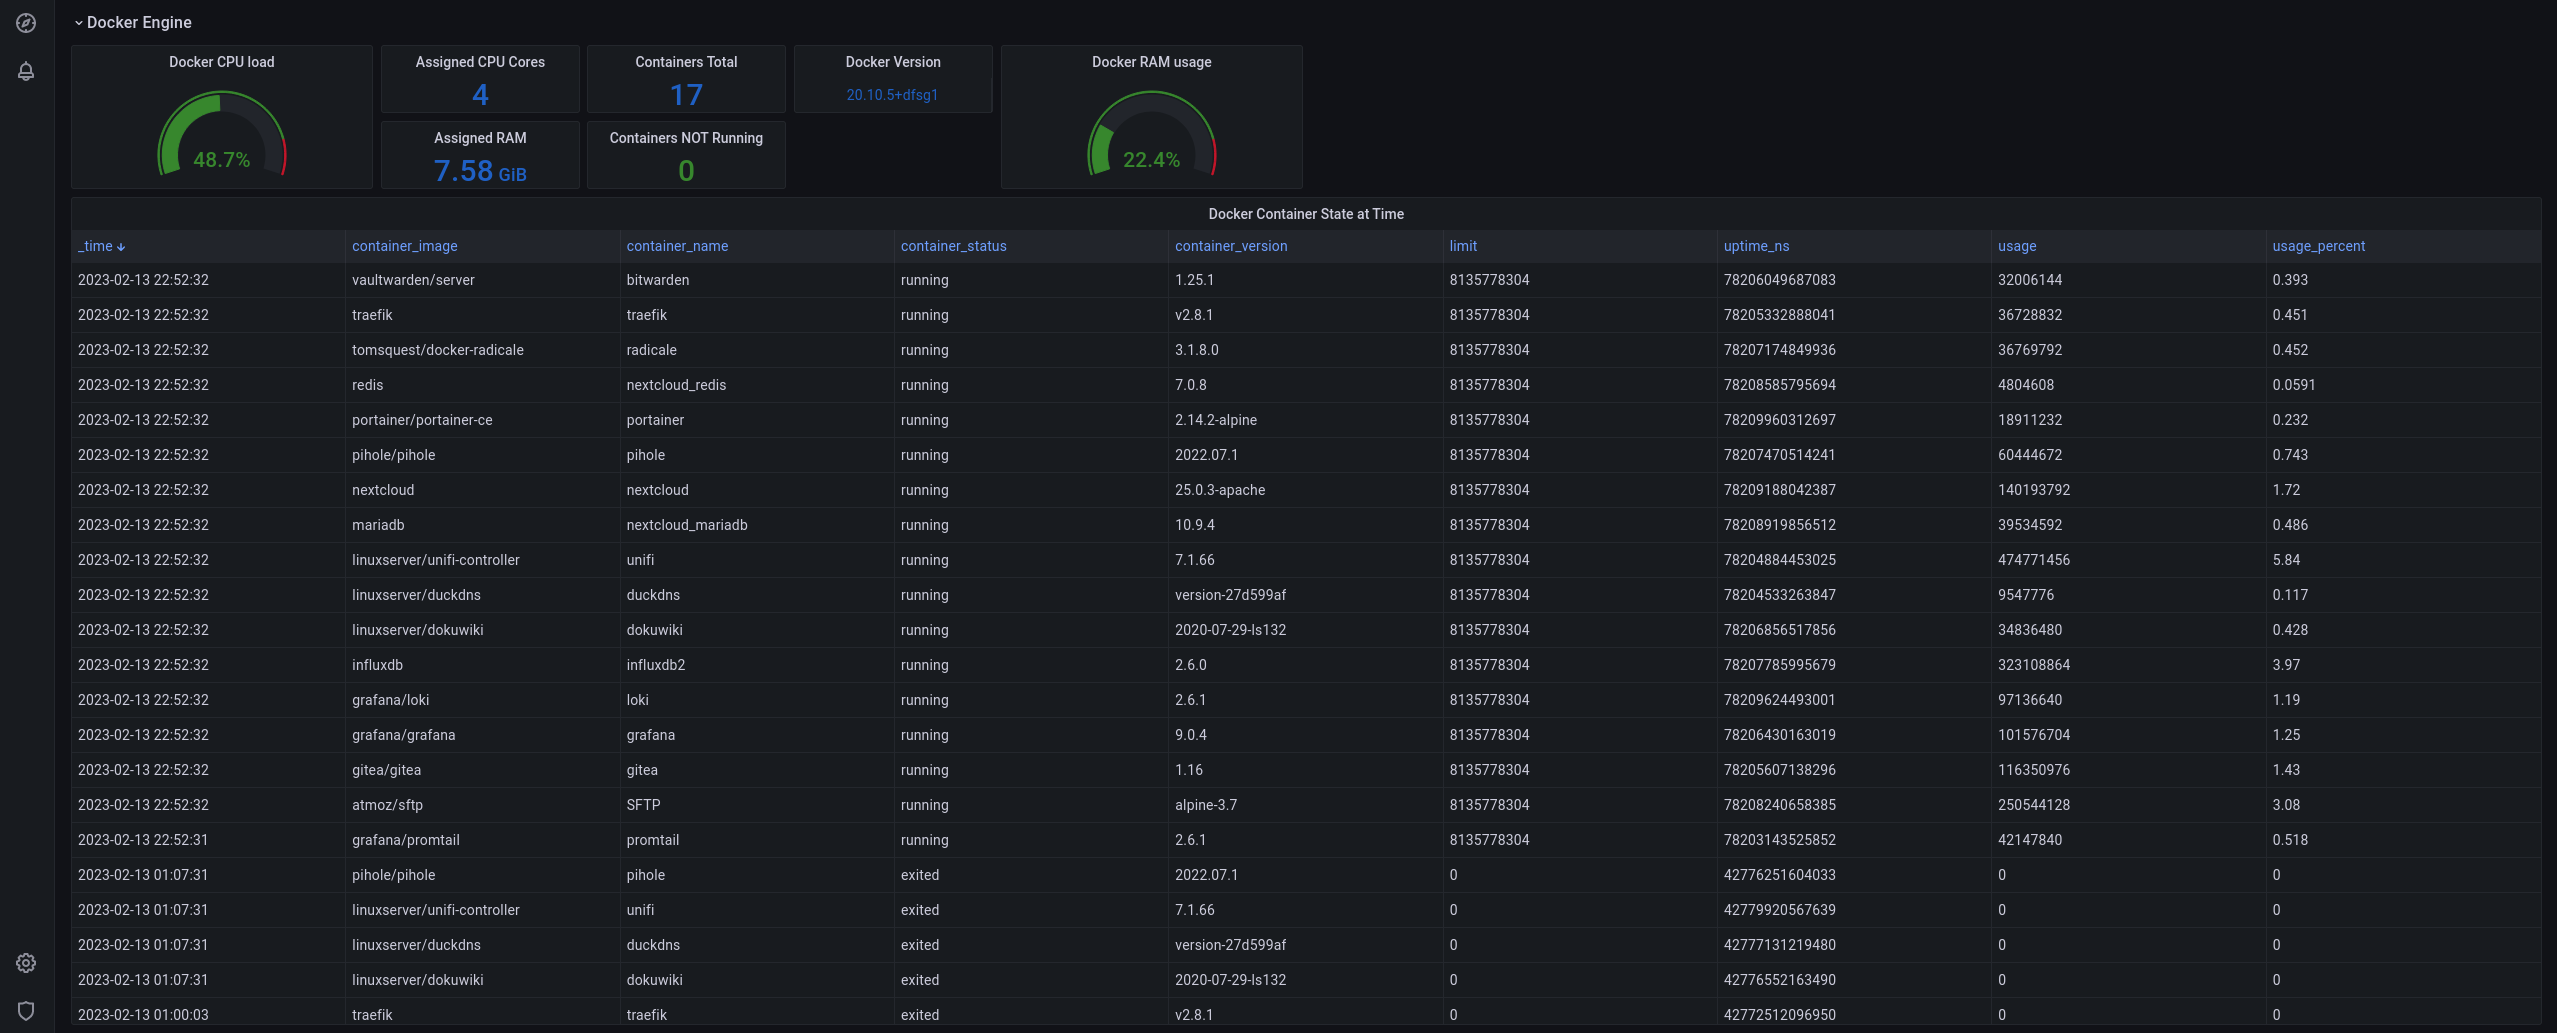 Docker Engine
Docker CPU load
48.7%
Assigned CPU Cores
4
Containers Total
17
Docker Version
20.10.5+dfsg1
Docker RAM usage
22.4%
Assigned RAM
7.58 GiB
Containers NOT Running
0
Docker Container State at Time
_time container_image container_name container_status container_version limit uptime_ns usage usage_percent
2023-02-13 22:52:32 vaultwarden/server bitwarden running 1.25.1 8135778304 78206049687083 32006144 0.393
2023-02-13 22:52:32 traefik traefik running v2.8.1 8135778304 78205332888041 36728832 0.451
2023-02-13 22:52:32 tomsquest/docker-radicale radicale running 3.1.8.0 8135778304 78207174849936 36769792 0.452
2023-02-13 22:52:32 redis nextcloud_redis running 7.0.8 8135778304 78208585795694 4804608 0.0591
2023-02-13 22:52:32 portainer/portainer-ce portainer running 2.14.2-alpine 8135778304 78209960312697 18911232 0.232
2023-02-13 22:52:32 pihole/pihole pihole running 2022.07.1 8135778304 78207470514241 60444672 0.743
2023-02-13 22:52:32 nextcloud nextcloud running 25.0.3-apache 8135778304 78209188042387 140193792 1.72
2023-02-13 22:52:32 mariadb nextcloud_mariadb running 10.9.4 8135778304 78208919856512 39534592 0.486
2023-02-13 22:52:32 linuxserver/unifi-controller unifi running 7.1.66 8135778304 78204884453025 474771456 5.84
2023-02-13 22:52:32 linuxserver/duckdns duckdns running version-27d599af 8135778304 78204533263847 9547776 0.117
2023-02-13 22:52:32 linuxserver/dokuwiki dokuwiki running 2020-07-29-ls132 8135778304 78206856517856 34836480 0.428
2023-02-13 22:52:32 influxdb influxdb2 running 2.6.0 8135778304 78207785995679 323108864 3.97
2023-02-13 22:52:32 grafana/loki loki running 2.6.1 8135778304 78209624493001 97136640 1.19
2023-02-13 22:52:32 grafana/grafana grafana running 9.0.4 8135778304 78206430163019 101576704 1.25
2023-02-13 22:52:32 gitea/gitea gitea running 1.16 8135778304 78205607138296 116350976 1.43
2023-02-13 22:52:32 atmoz/sftp SFTP running alpine-3.7 8135778304 78208240658385 250544128 3.08
2023-02-13 22:52:31 grafana/promtail promtail running 2.6.1 8135778304 78203143525852 42147840 0.518
2023-02-13 01:07:31 pihole/pihole pihole exited 2022.07.1 0 42776251604033 0 0
2023-02-13 01:07:31 linuxserver/unifi-controller unifi exited 7.1.66 0 42779920567639 0 0
2023-02-13 01:07:31 linuxserver/duckdns duckdns exited version-27d599af 0 42777131219480 0 0
2023-02-13 01:07:31 linuxserver/dokuwiki dokuwiki exited 2020-07-29-ls132 0 42776552163490 0 0
2023-02-13 01:00:03 traefik traefik exited v2.8.1 0 42772512096950 0 0